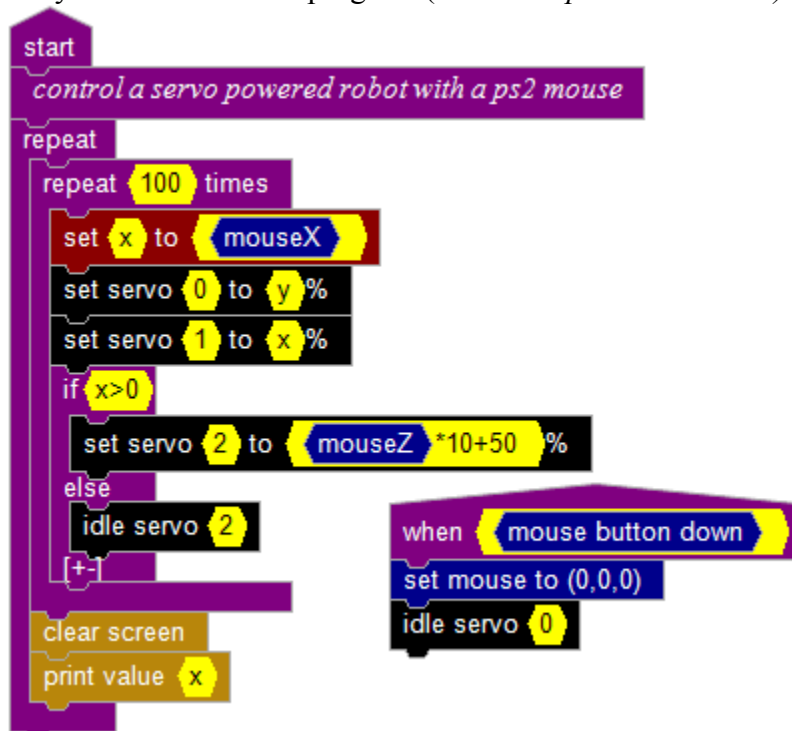 start
control a servo powered robot with a ps2 mouse
repeat
repeat 100 times
set x to mouseX
set servo 0 to y %
set servo 1 to x %
if x>0
set servo 2 to mouseZ *10+50 %
else
idle servo 2
[+-]
clear screen
print value x
when mouse button down
set mouse to (0,0,0)
idle servo 0